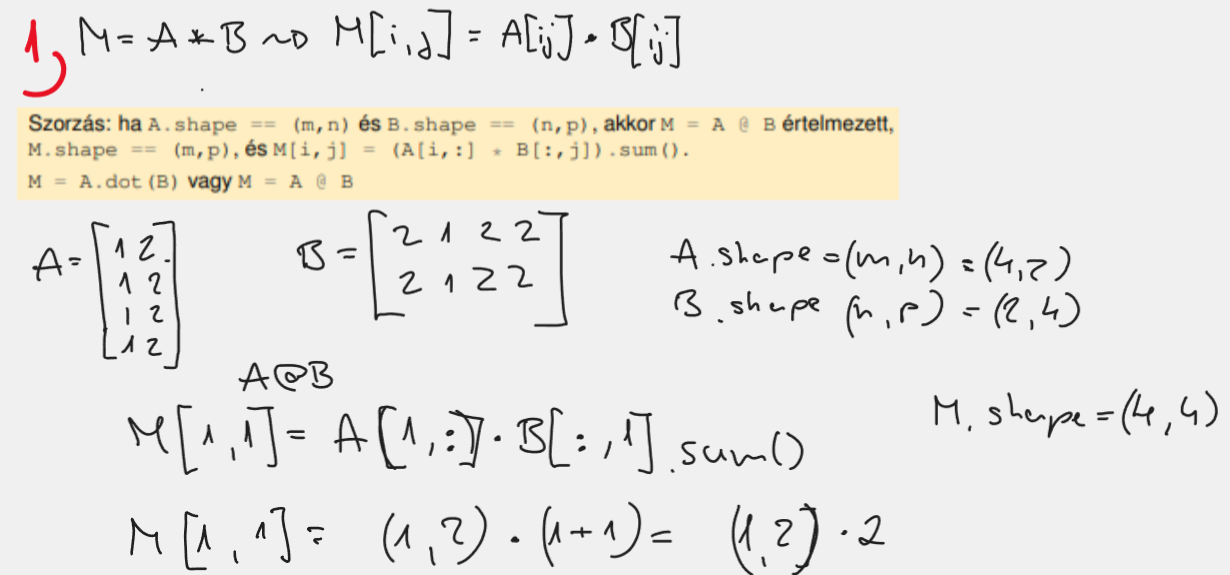 1) M = A * B ~> M[i,j] = A[ij] · B[ij]
Szorzás: ha A.shape == (m,n) és B.shape == (n,p), akkor M = A @ B értelmezett,
M.shape == (m,p), és M[i,j] = (A[i,:] * B[:,j]).sum().
M = A.dot(B) vagy M = A @ B
A = [1 2
1 2
1 2
1 2]
B = [2 1 2 2
2 1 2 2]
A.shape = (m,n) = (4,2)
B.shape (n,p) = (2,4)
A@B
M[1,1] = A[1,:] · B[:,1].sum()
M.shape = (4,4)
M[1,1] = (1,2) · (1+1) = (1,2) · 2